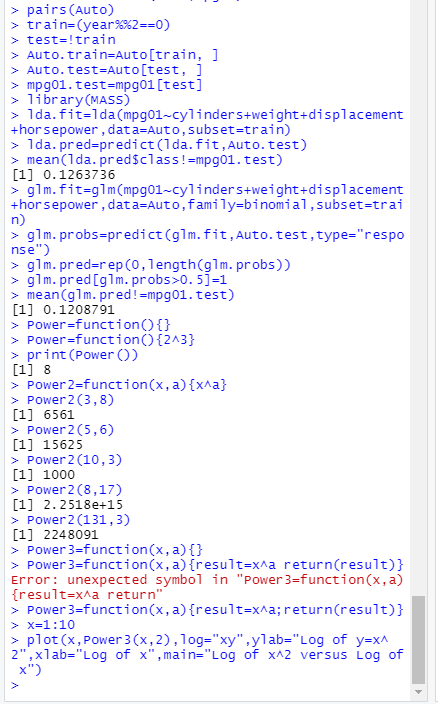 > pairs(Auto)
> train=(year%%2==0)
> test=!train
> Auto.train=Auto[train, ]
> Auto.test=Auto[test, ]
> mpg01.test=mpg01[test]
> library(MASS)
> lda.fit=lda(mpg01~cylinders+weight+displacement
+horsepower,data=Auto,subset=train)
> lda.pred=predict(lda.fit,Auto.test)
> mean(lda.pred$class!=mpg01.test)
[1] 0.1263736
> glm.fit=glm(mpg01~cylinders+weight+displacement
+horsepower,data=Auto,family=binomial,subset=trai
n)
> glm.probs=predict(glm.fit,Auto.test,type="respo
nse")
> glm.pred=rep(0,length(glm.probs))
> glm.pred[glm.probs>0.5]=1
> mean(glm.pred!=mpg01.test)
[1] 0.1208791
> Power=function(){}
> Power=function(){2^3}
> print(Power())
[1] 8
> Power2=function(x,a){x^a}
> Power2(3,8)
[1] 6561
> Power2(5,6)
[1] 15625
> Power2(10,3)
[1] 1000
> Power2(8,17)
[1] 2.2518e+15
> Power2(131,3)
[1] 2248091
> Power3=function(x,a){}
> Power3=function(x,a){result=x^a return(result)}
Error: unexpected symbol in "Power3=function(x,a)
{result=x^a return"
> Power3=function(x,a){result=x^a;return(result)}
> x=1:10
> plot(x,Power3(x,2),log="xy",ylab="Log of y=x^
2",xlab="Log of x",main="Log of x^2 versus Log of
 x")
>